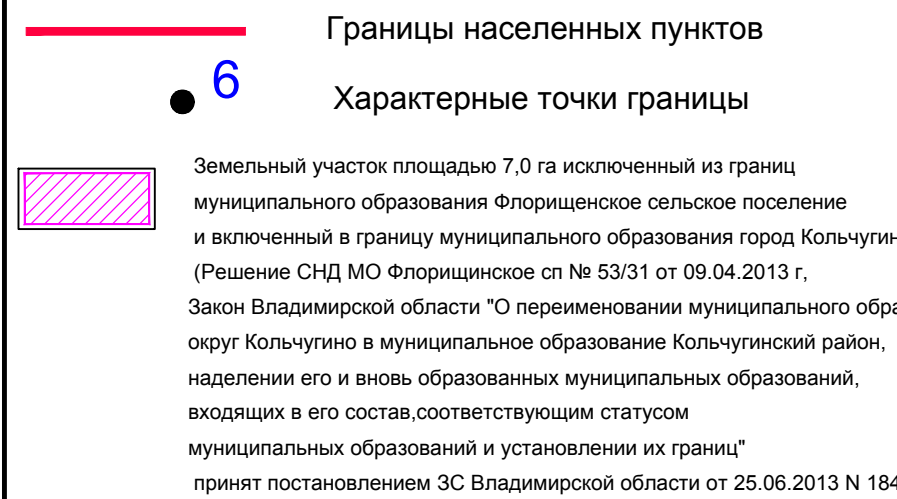 Границы населенных пунктов
6
Характерные точки границы
Земельный участок площадью 7,0 га исключенный из границ
муниципального образования Флорищенское сельское поселение
и включенный в границу муниципального образования город Кольчугин
(Решение СНД МО Флорищинское сп № 53/31 от 09.04.2013 г,
Закон Владимирской области "О переименовании муниципального обра
округ Кольчугино в муниципальное образование Кольчугинский район,
наделении его и вновь образованных муниципальных образований,
входящих в его состав,соответствующим статусом
муниципальных образований и установлении их границ"
принят постановлением ЗС Владимирской области от 25.06.2013 N 184